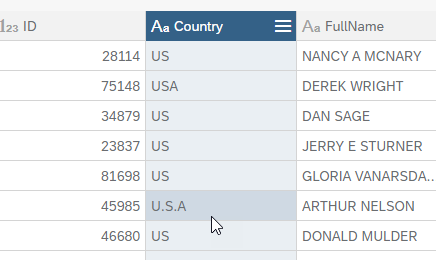 123 ID Aa Country Aa FullName
28114 US NANCY A MCNARY
75148 USA DEREK WRIGHT
34879 US DAN SAGE
23837 US JERRY E STURNER
81698 US GLORIA VANARSDA..
45985 U.S.A ARTHUR NELSON
46680 US DONALD MULDER